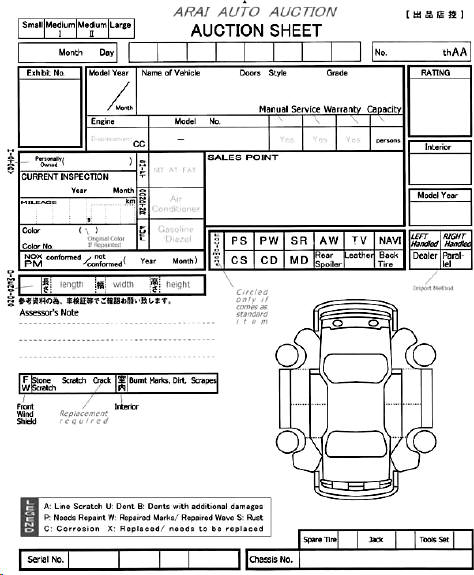 ARAI AUTO AUCTION
AUCTION SHEET
【出品店控】
Small Medium I Medium II Large
Month Day
No. thAA
Exhibit No.
Model Year
Month
Name of Vehicle Doors Style Grade
Manual Service Warranty Capacity
RATING
Engine Model No.
CC
–
Yes Yes Yes persons
Interior
Personally Owned ( )
MT AT FAT
SALES POINT
CURRENT INSPECTION
Year Month
MILEAGE km
Air Conditioner
Model Year
Color ( ) Original Color If Repainted
Color No.
Gasoline / Diezel
PS PW SR AW TV NAVI
CS CD MD Rear Spoiler Leather Back Tire
LEFT Handled RIGHT Handled
Dealer Parallel
Import Method
NOX PM conformed / not conformed ( Year Month)
長さ length 幅 width 高さ height
参考資料の為、車検証等でご確認お願い致します。
Circled only if comes as standard item
Assessor's Note
FW Stone Scratch Scratch Crack 室内 Burnt Marks, Dirt, Scrapes
Front Wind Shield
Replacement required
Interior
LEGEND
A: Line Scratch U: Dent B: Dents with additional damages
P: Needs Repaint W: Repaired Marks/ Repaired Wave S: Rust
C: Corrosion X: Replaced/ needs to be replaced
Spare Tire Jack Tools Set
Serial No.
Chassis No.